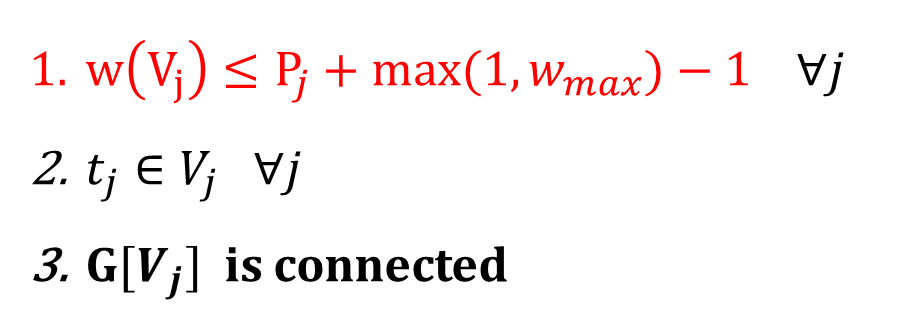 1. w(Vⱼ) ≤ Pⱼ + max(1, wₘₐₓ) − 1 ∀j
2. tⱼ ∈ Vⱼ ∀j
3. G[Vⱼ] is connected